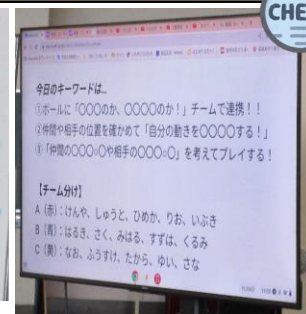 CHE
今日のキーワードは…
①ボールに「〇〇〇のか、〇〇〇〇のか!」チームで連携!!
②仲間や相手の位置を確かめて「自分の動きを〇〇〇〇する!」
③「仲間の〇〇〇○や相手の〇〇〇○」を考えてプレイする!
【チーム分け】
A(赤):けんや、しゅうと、ひめか、りお、いぶき
B(青):はるき、さく、みはる、すずは、くるみ
C(黄):なお、ふうすけ、たから、ゆい、さな